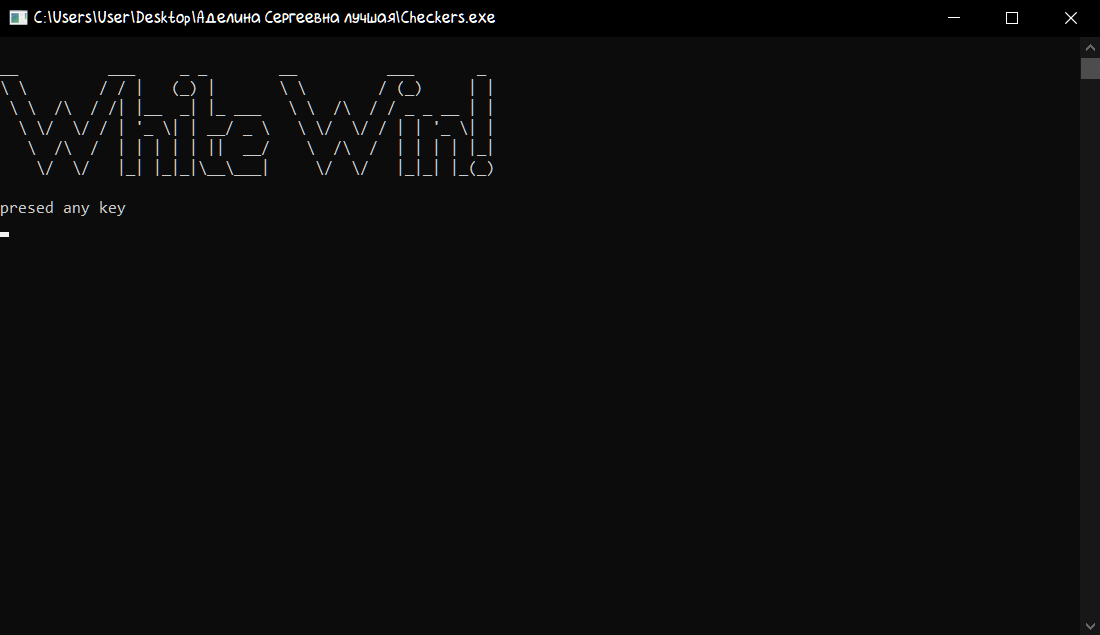 C:\Users\User\Desktop\Аделина Сергеевна лучшая\Checkers.exe
White Win!
presed any key